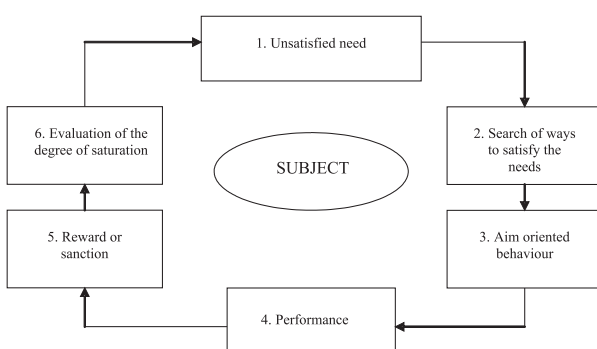 1. Unsatisfied need
2. Search of ways
to satisfy the
needs
3. Aim oriented
behaviour
4. Performance
5. Reward or
sanction
6. Evaluation of the
degree of saturation
SUBJECT